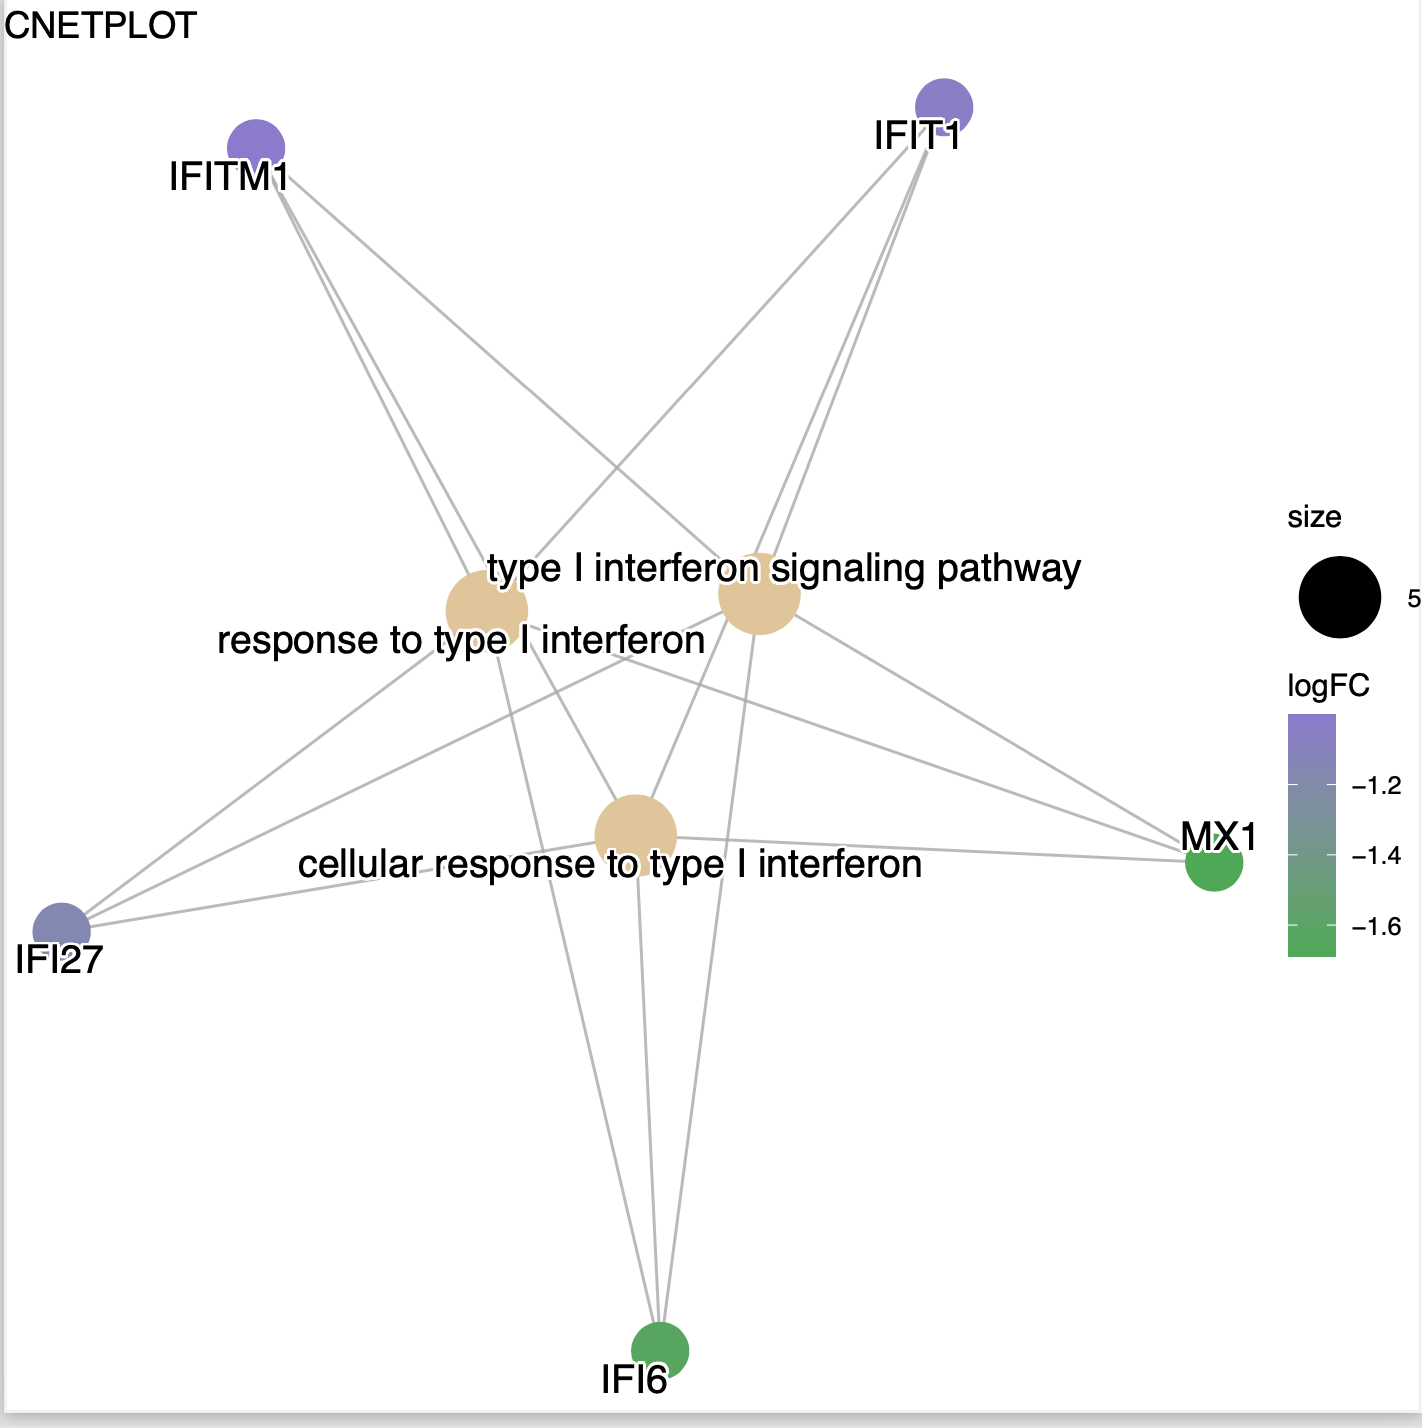 CNETPLOT
IFIT1
IFITM1
size
type I interferon signaling pathway
5
response to type I interferon
logFC
−1.2
MX1
−1.4
cellular response to type I interferon
−1.6
IFI27
IFI6